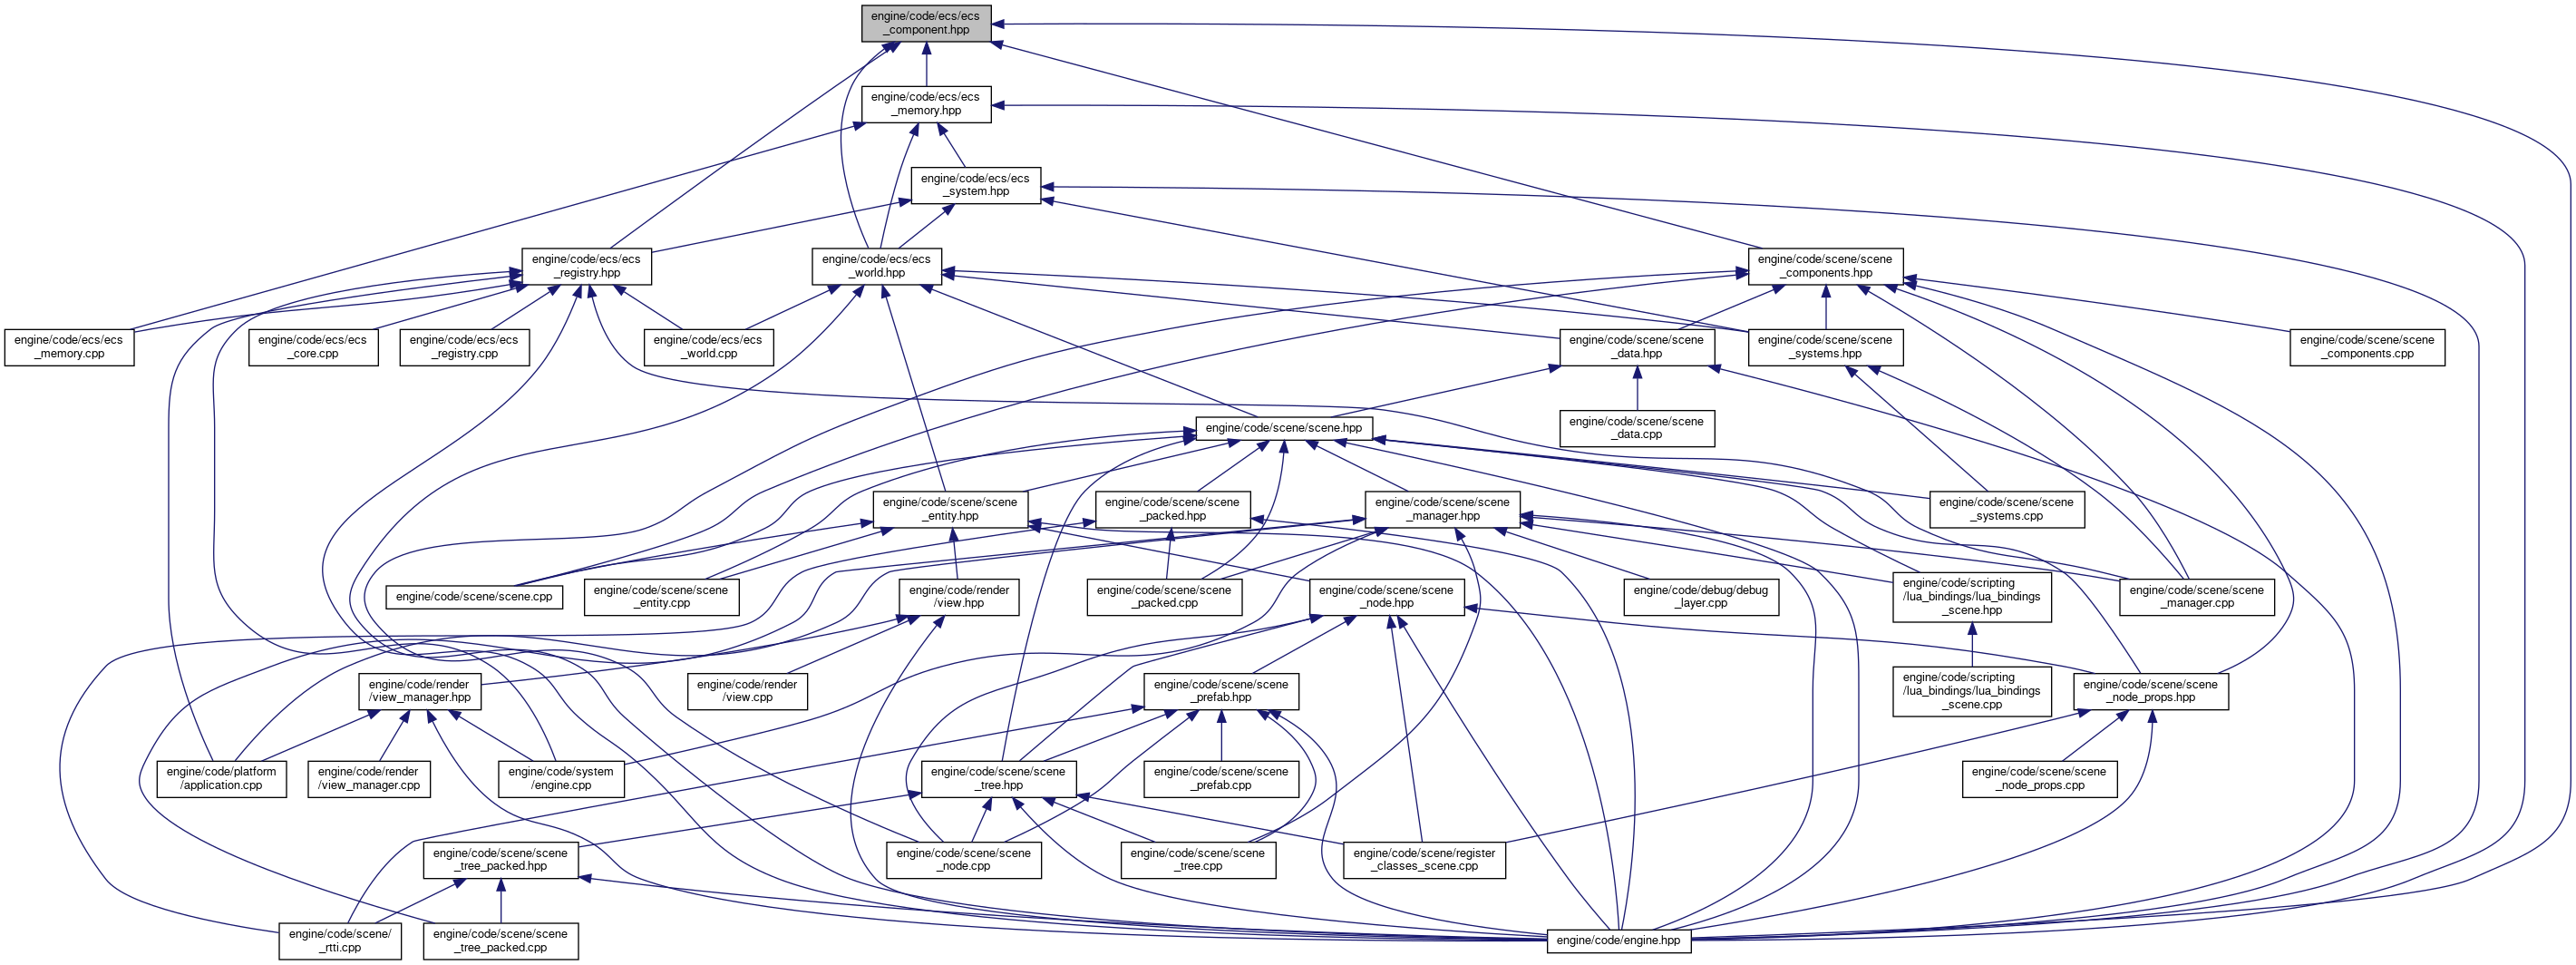 engine/code/ecs/ecs
_component.hpp
engine/code/ecs/ecs
_memory.hpp
engine/code/ecs/ecs
_system.hpp
engine/code/ecs/ecs
_registry.hpp
engine/code/ecs/ecs
_world.hpp
engine/code/scene/scene
_components.hpp
engine/code/ecs/ecs
_memory.cpp
engine/code/ecs/ecs
_core.cpp
engine/code/ecs/ecs
_registry.cpp
engine/code/ecs/ecs
_world.cpp
engine/code/scene/scene
_data.hpp
engine/code/scene/scene
_systems.hpp
engine/code/scene/scene
_components.cpp
engine/code/scene/scene.hpp
engine/code/scene/scene
_data.cpp
engine/code/scene/scene
_entity.hpp
engine/code/scene/scene
_packed.hpp
engine/code/scene/scene
_manager.hpp
engine/code/scene/scene
_systems.cpp
engine/code/scene/scene.cpp
engine/code/scene/scene
_entity.cpp
engine/code/render
/view.hpp
engine/code/scene/scene
_packed.cpp
engine/code/scene/scene
_node.hpp
engine/code/debug/debug
_layer.cpp
engine/code/scripting
/lua_bindings/lua_bindings
_scene.hpp
engine/code/scene/scene
_manager.cpp
engine/code/render
/view_manager.hpp
engine/code/render
/view.cpp
engine/code/scene/scene
_prefab.hpp
engine/code/scripting
/lua_bindings/lua_bindings
_scene.cpp
engine/code/scene/scene
_node_props.hpp
engine/code/platform
/application.cpp
engine/code/render
/view_manager.cpp
engine/code/system
/engine.cpp
engine/code/scene/scene
_tree.hpp
engine/code/scene/scene
_prefab.cpp
engine/code/scene/scene
_node_props.cpp
engine/code/scene/scene
_tree_packed.hpp
engine/code/scene/scene
_node.cpp
engine/code/scene/scene
_tree.cpp
engine/code/scene/register
_classes_scene.cpp
engine/code/scene/
_rtti.cpp
engine/code/scene/scene
_tree_packed.cpp
engine/code/engine.hpp